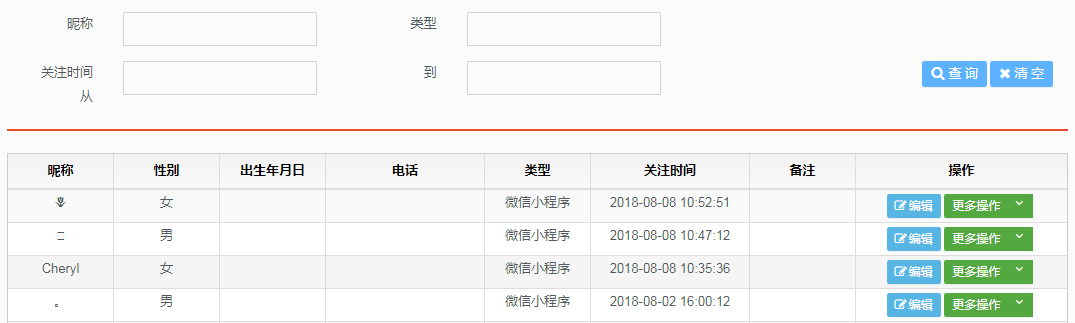 昵称 类型
关注时间从 到 查询 清空
昵称 性别 出生年月日 电话 类型 关注时间 备注 操作
女 微信小程序 2018-08-08 10:52:51 编辑 更多操作
男 微信小程序 2018-08-08 10:47:12 编辑 更多操作
Cheryl 女 微信小程序 2018-08-08 10:35:36 编辑 更多操作
。 男 微信小程序 2018-08-02 16:00:12 编辑 更多操作